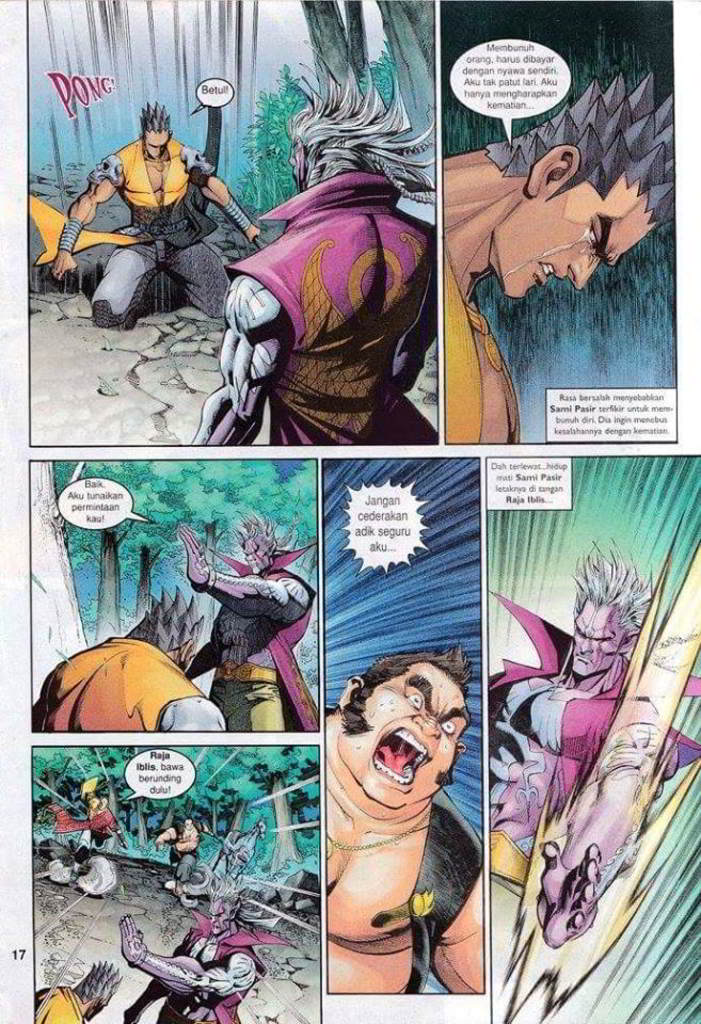 PONG!
Betul!
Membunuh
orang, harus dibayar
dengan nyawa sendiri.
Aku tak patut lari. Aku
hanya mengharapkan
kematian...
Rasa bersalah menyebabkan
Sami Pasir terfikir untuk mem-
bunuh diri. Dia ingin menebus
kesalahannya dengan kematian.
Baik.
Aku tunaikan
permintaan
kau!
Jangan
cederakan
adik seguru
aku...
Dah terlewat...hidup
mati Sami Pasir
letaknya di tangan
Raja Iblis...
Raja
Iblis, bawa
berunding
dulu!
17